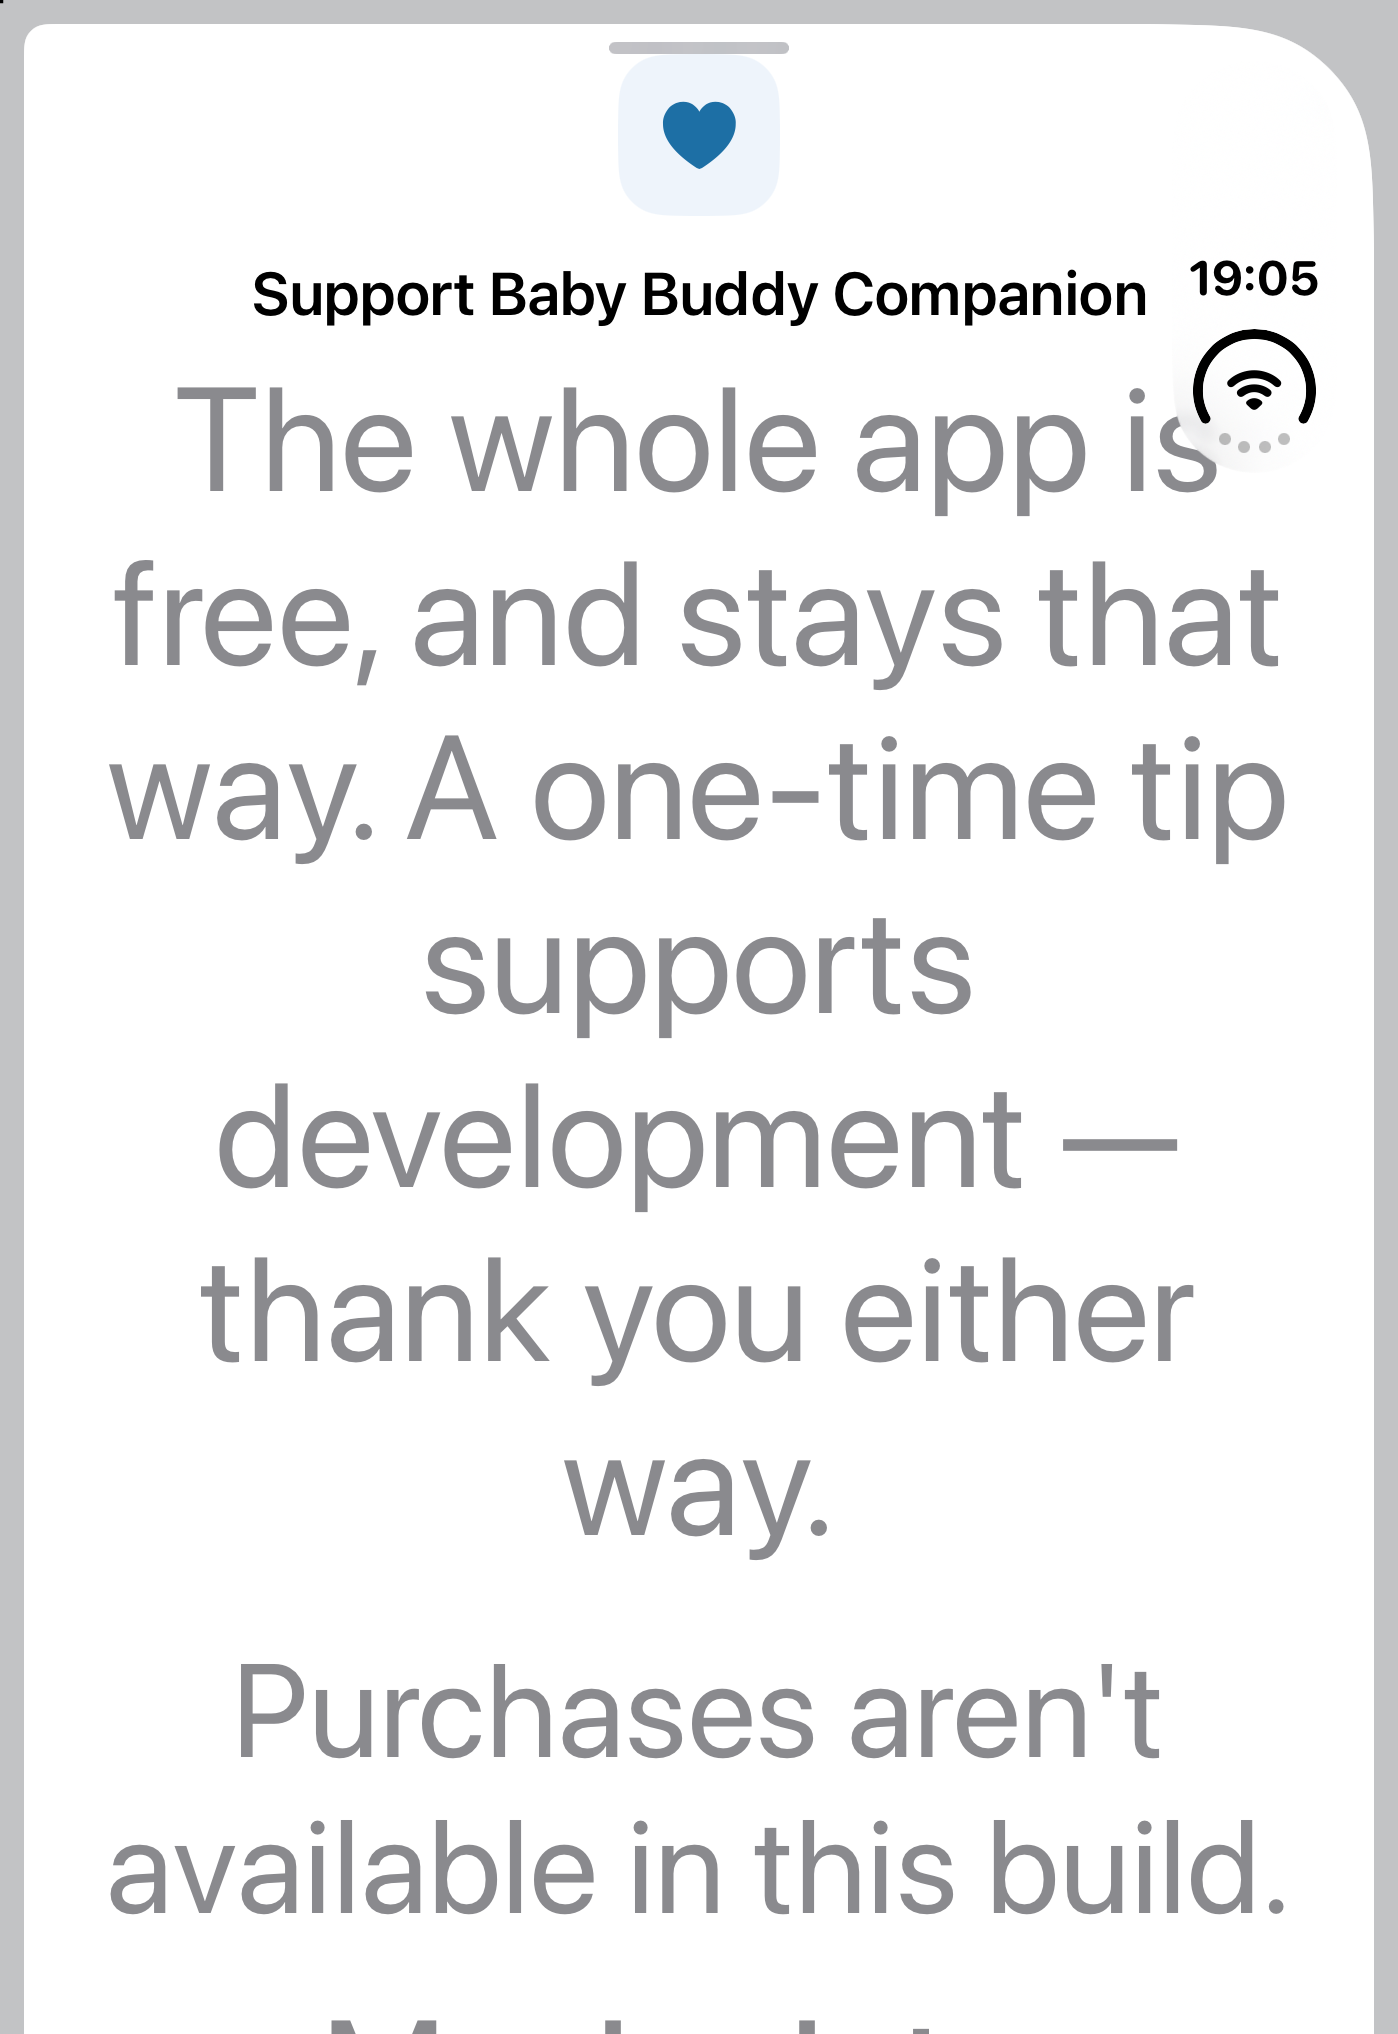 Support Baby Buddy Companion
19:05
The whole app is
free, and stays that
way. A one-time tip
supports
development —
thank you either
way.
Purchases aren't
available in this build.